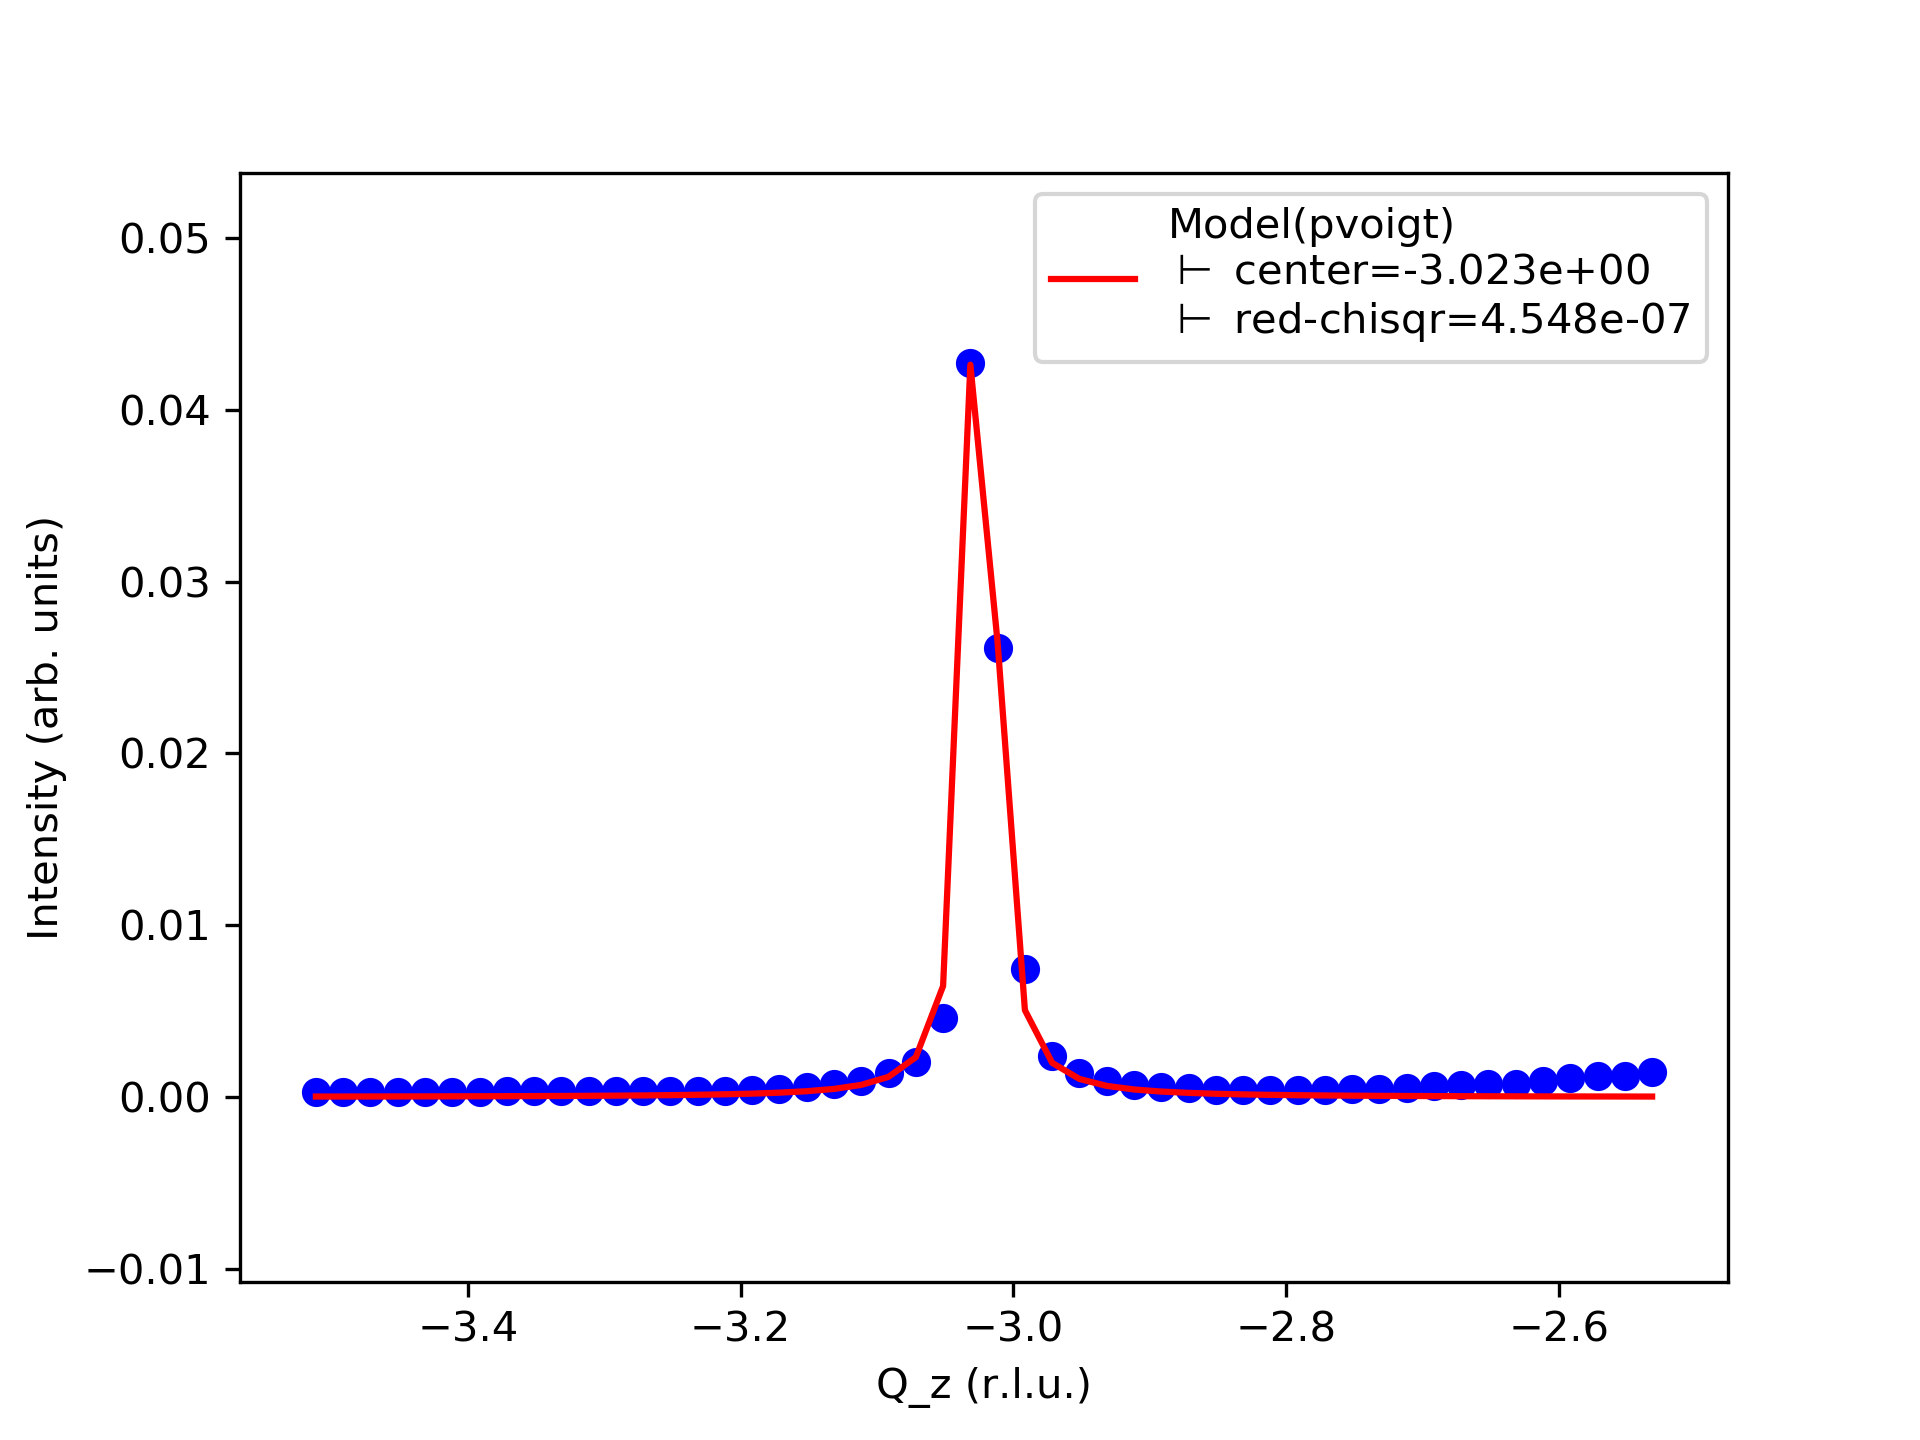 Model(pvoigt)
⊢ center=-3.023e+00
⊢ red-chisqr=4.548e-07
0.05
0.04
0.03
0.02
0.01
0.00
−0.01
Intensity (arb. units)
−3.4 −3.2 −3.0 −2.8 −2.6
Q_z (r.l.u.)